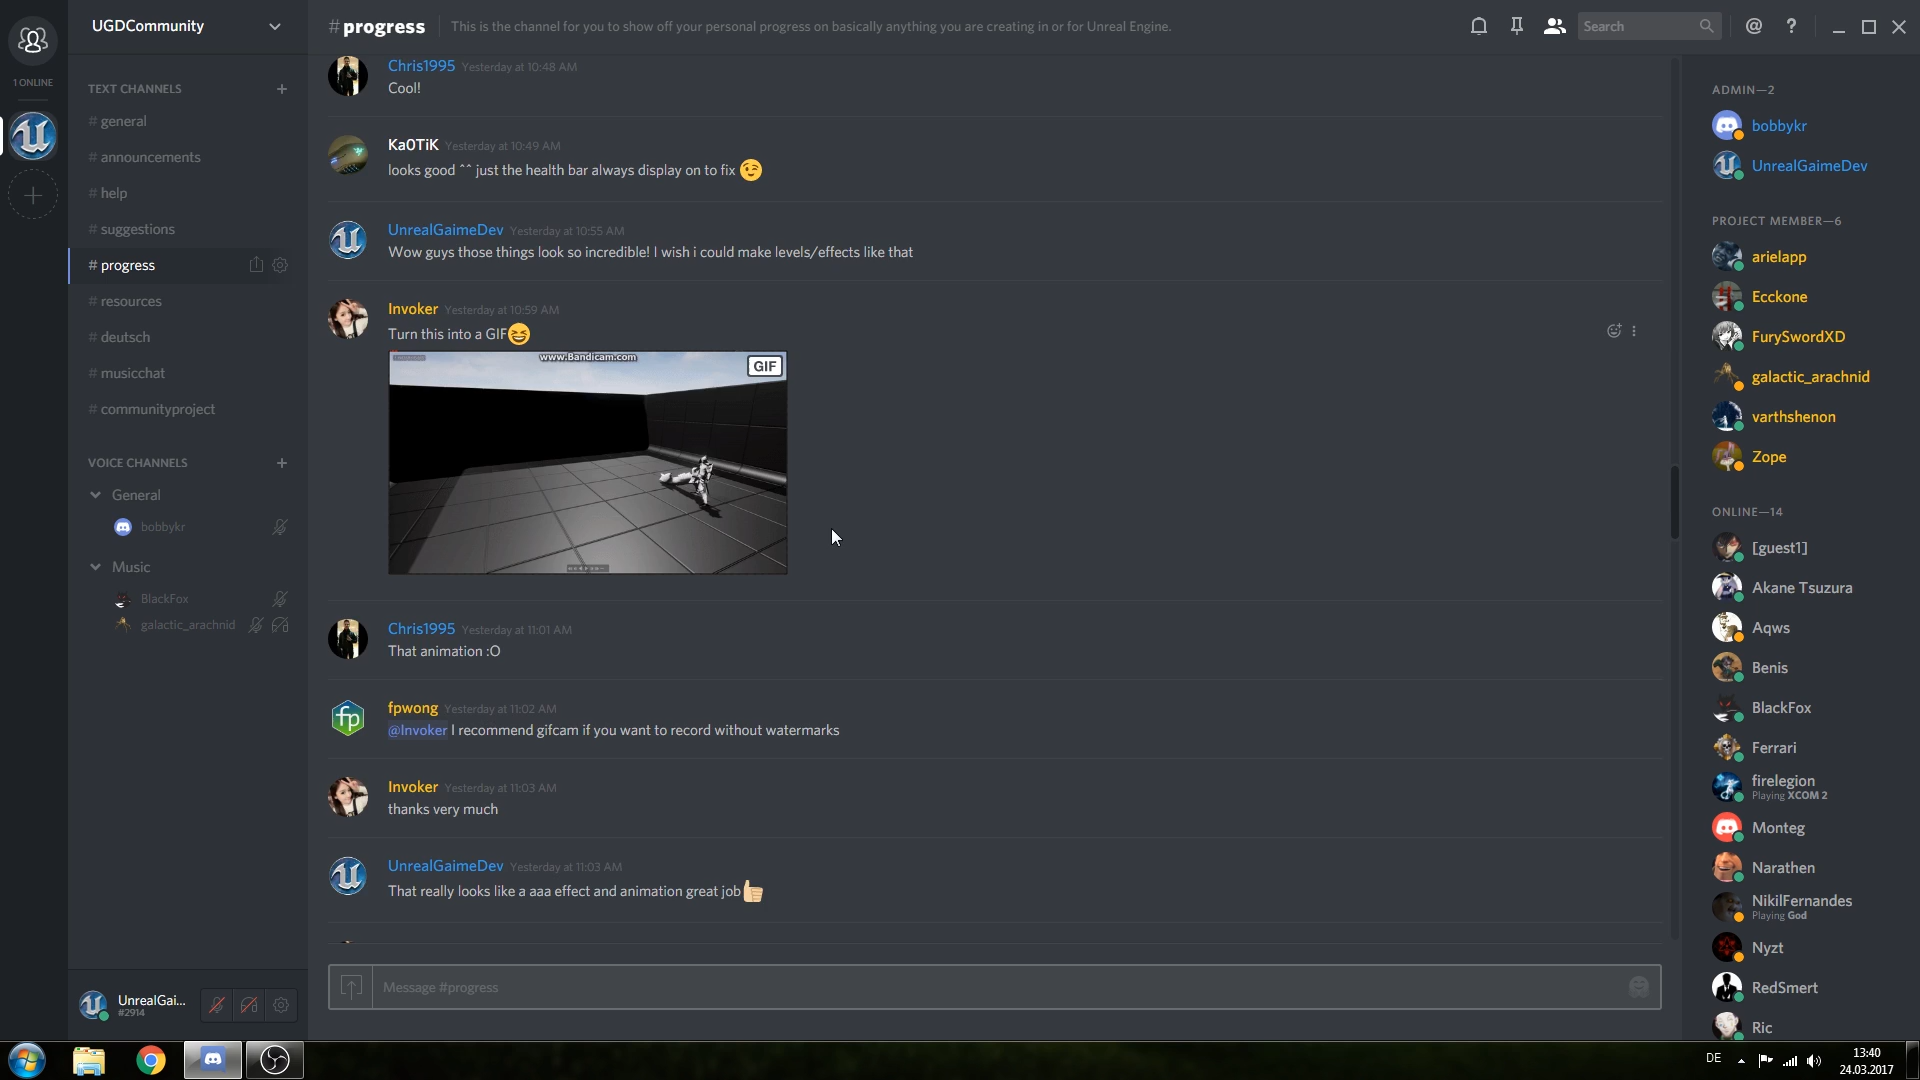 1 ONLINE
UGDCommunity
TEXT CHANNELS
# general
# announcements
# help
# suggestions
# progress
# resources
# deutsch
# musicchat
# communityproject
VOICE CHANNELS
General
bobbykr
Music
BlackFox
galactic_arachnid
UnrealGai...
#2914
# progress
This is the channel for you to show off your personal progress on basically anything you are creating in or for Unreal Engine.
Search
Chris1995 Yesterday at 10:48 AM
Cool!
Ka0TiK Yesterday at 10:49 AM
looks good ^^ just the health bar always display on to fix
UnrealGaimeDev Yesterday at 10:55 AM
Wow guys those things look so incredible! I wish i could make levels/effects like that
Invoker Yesterday at 10:59 AM
Turn this into a GIF
www.Bandicam.com
GIF
Chris1995 Yesterday at 11:01 AM
That animation :O
fp
fpwong Yesterday at 11:02 AM
@Invoker I recommend gifcam if you want to record without watermarks
Invoker Yesterday at 11:03 AM
thanks very much
UnrealGaimeDev Yesterday at 11:03 AM
That really looks like a aaa effect and animation great job
Message #progress
ADMIN—2
bobbykr
UnrealGaimeDev
PROJECT MEMBER—6
arielapp
Ecckone
FurySwordXD
galactic_arachnid
varthshenon
Zope
ONLINE—14
[guest1]
Akane Tsuzura
Aqws
Benis
BlackFox
Ferrari
firelegion
Playing XCOM 2
Monteg
Narathen
NikilFernandes
Playing God
Nyzt
RedSmert
Ric
DE
13:40
24.03.2017